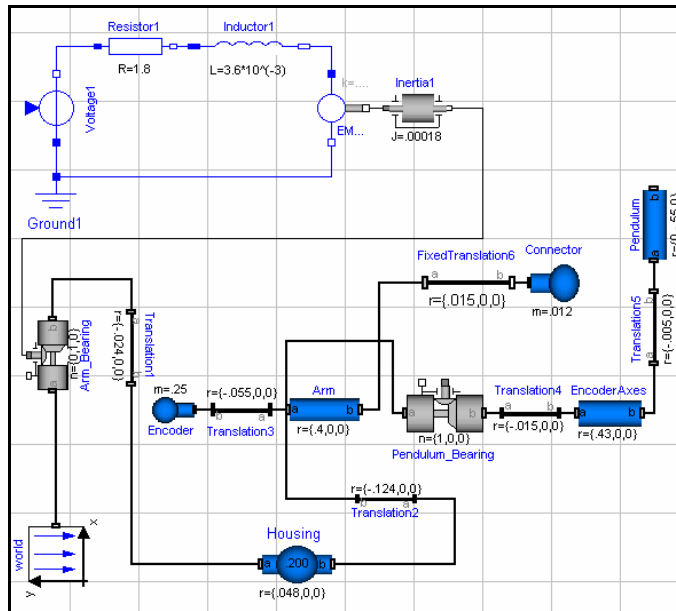 Resistor1
Inductor1
R=1.8
L=3.6*10^(-3)
k=....
Inertia1
Voltage1
EM...
J=.00018
Ground1
Pendulum
b
a
r={0,.55,0}
FixedTranslation6
Connector
a
b
r={.015,0,0}
m=.012
b
a
Translation5
r={-.005,0,0}
b
a
Arm_Bearing
n={0,1,0}
a
b
Translation1
r={-.024,0,0}
m=.25
Encoder
r={-.055,0,0}
b
a
Translation3
Arm
a
b
r={.4,0,0}
a
b
n={1,0,0}
Pendulum_Bearing
Translation4
a
b
r={-.015,0,0}
EncoderAxes
a
b
r={.43,0,0}
r={-.124,0,0}
b
a
Translation2
world
x
y
Housing
a
.200
b
r={.048,0,0}